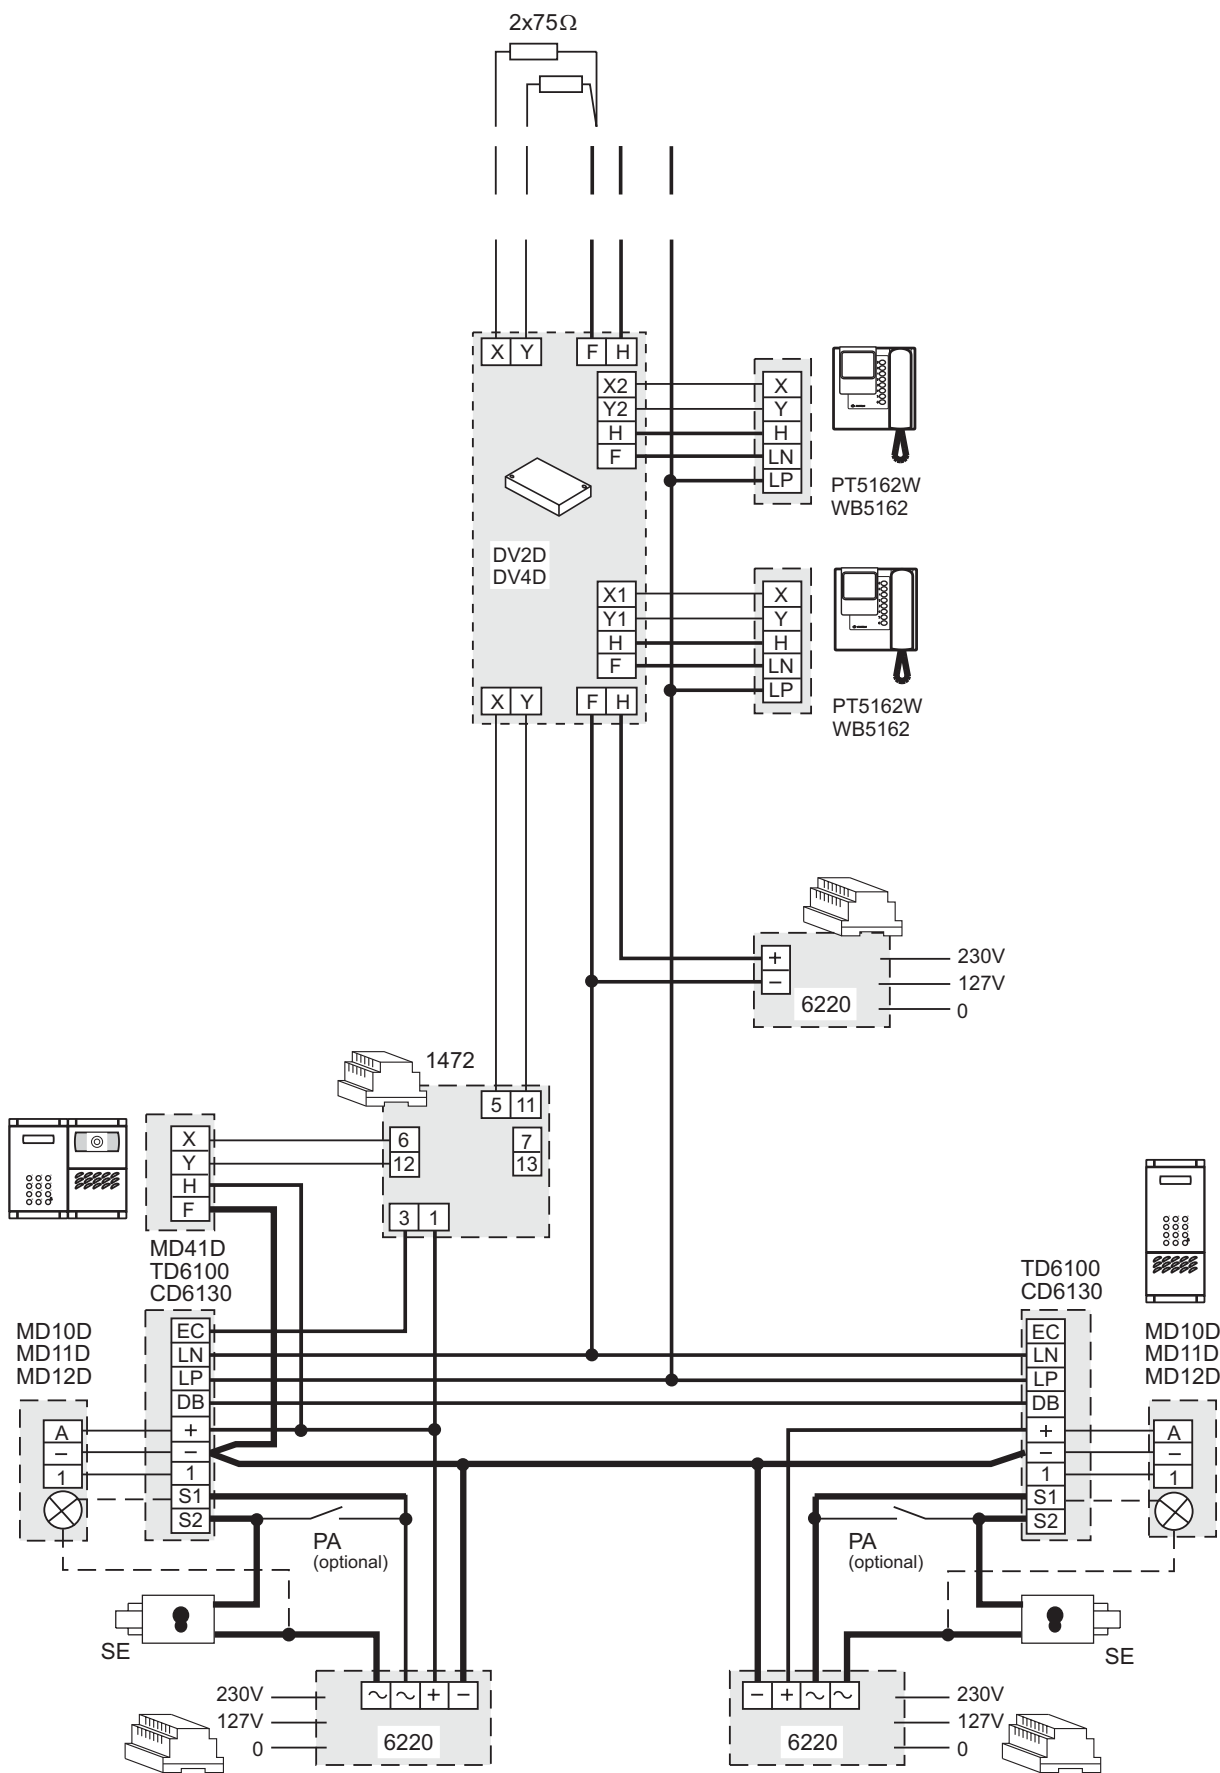 2x75Ω
X Y F H
X2 X
Y2 Y
H H
F LN
LP
PT5162W
WB5162
DV2D
DV4D
X1 X
Y1 Y
H H
F LN
LP
X Y F H
PT5162W
WB5162
+ 230V
– 127V
6220 0
1472
5 11
6 7
12 13
3 1
X
Y
H
F
MD41D
TD6100
CD6130
TD6100
CD6130
MD10D
MD11D
MD12D
MD10D
MD11D
MD12D
EC
LN
LP
DB
+
–
1
S1
S2
A
–
1
EC
LN
LP
DB
+
–
1
S1
S2
A
–
1
PA
(optional)
PA
(optional)
SE
SE
230V
127V
0
~ ~ + –
6220
– + ~ ~
6220
230V
127V
0